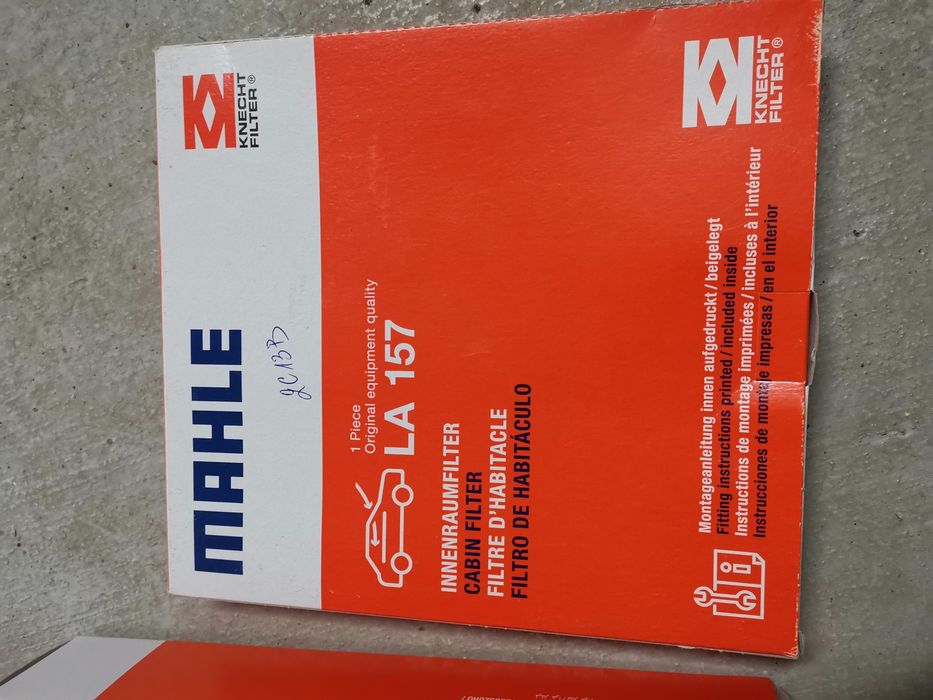 MAHLE
KNECHT
FILTER®
2C13D
1 Piece
Original equipment quality
LA 157
INNENRAUMFILTER
CABIN FILTER
FILTRE D'HABITACLE
FILTRO DE HABITÁCULO
Montageanleitung innen aufgedruckt / beigelegt
Fitting instructions printed / included inside
Instructions de montage imprimées / incluses à l'intérieur
Instrucciones de montaje impresas / en el interior
KNECHT
FILTER®